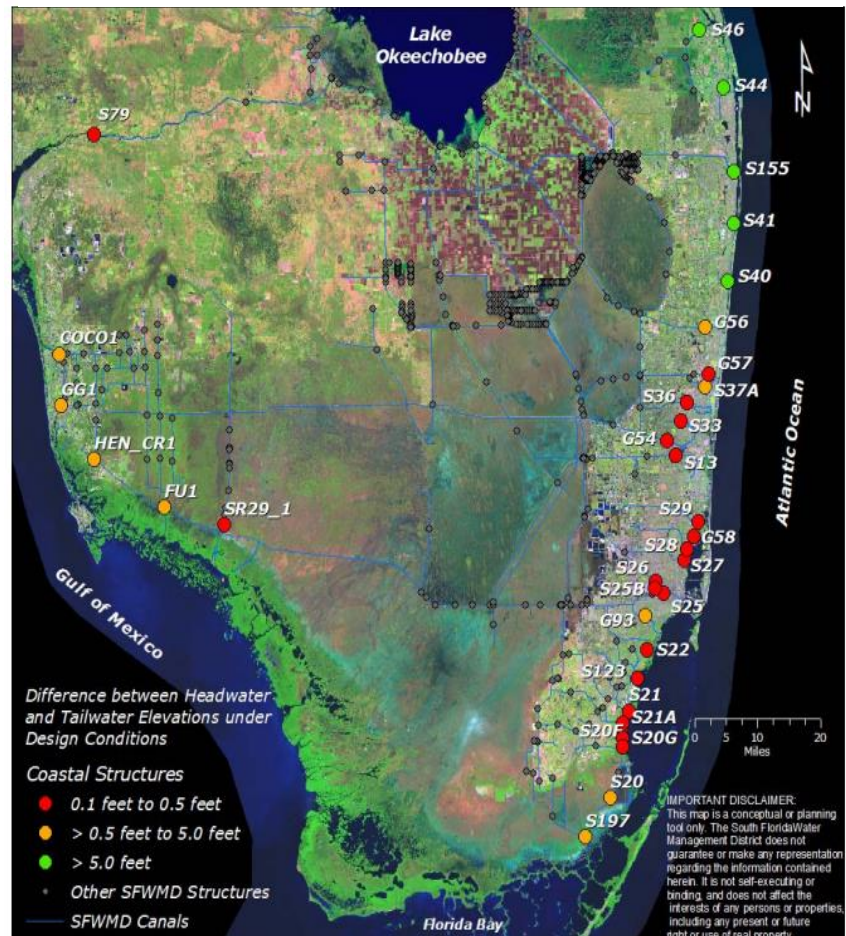 Lake
Okeechobee
S46
N
S44
S79
S155
S41
S40
G56
COCO1
G57
S37A
GG1
S36
S33
G54
HEN_CR1
S13
FU1
SR29_1
S29
G58
S28
S27
S26
S25B
S25
G93
S22
S123
S21
S21A
S20F
S20G
S20
S197
Atlantic Ocean
Gulf of Mexico
Florida Bay
Difference between Headwater
and Tailwater Elevations under
Design Conditions
Coastal Structures
0.1 feet to 0.5 feet
> 0.5 feet to 5.0 feet
> 5.0 feet
Other SFWMD Structures
SFWMD Canals
0 5 10 20
Miles
IMPORTANT DISCLAIMER:
This map is a conceptual or planning
tool only. The South FloridaWater
Management District does not
guarantee or make any representation
regarding the information contained
herein. It is not self-executing or
binding, and does not affect the
interests of any persons or properties,
including any present or future
right or use of real property.